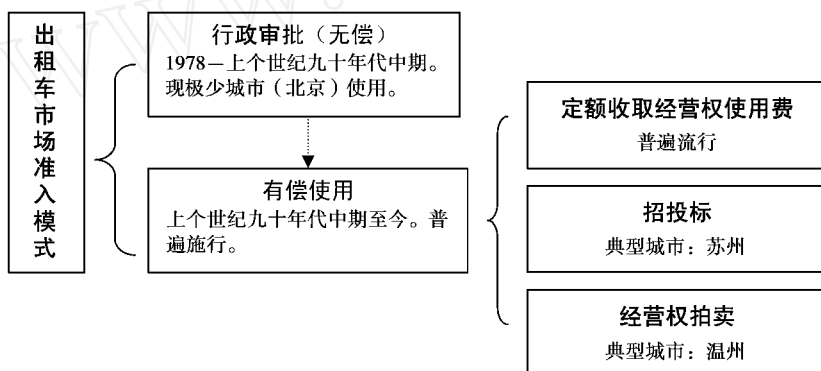 出租车市场准入模式
行政审批（无偿）
1978－上个世纪九十年代中期。
现极少城市（北京）使用。
有偿使用
上个世纪九十年代中期至今。普
遍施行。
定额收取经营权使用费
普遍流行
招投标
典型城市：苏州
经营权拍卖
典型城市：温州